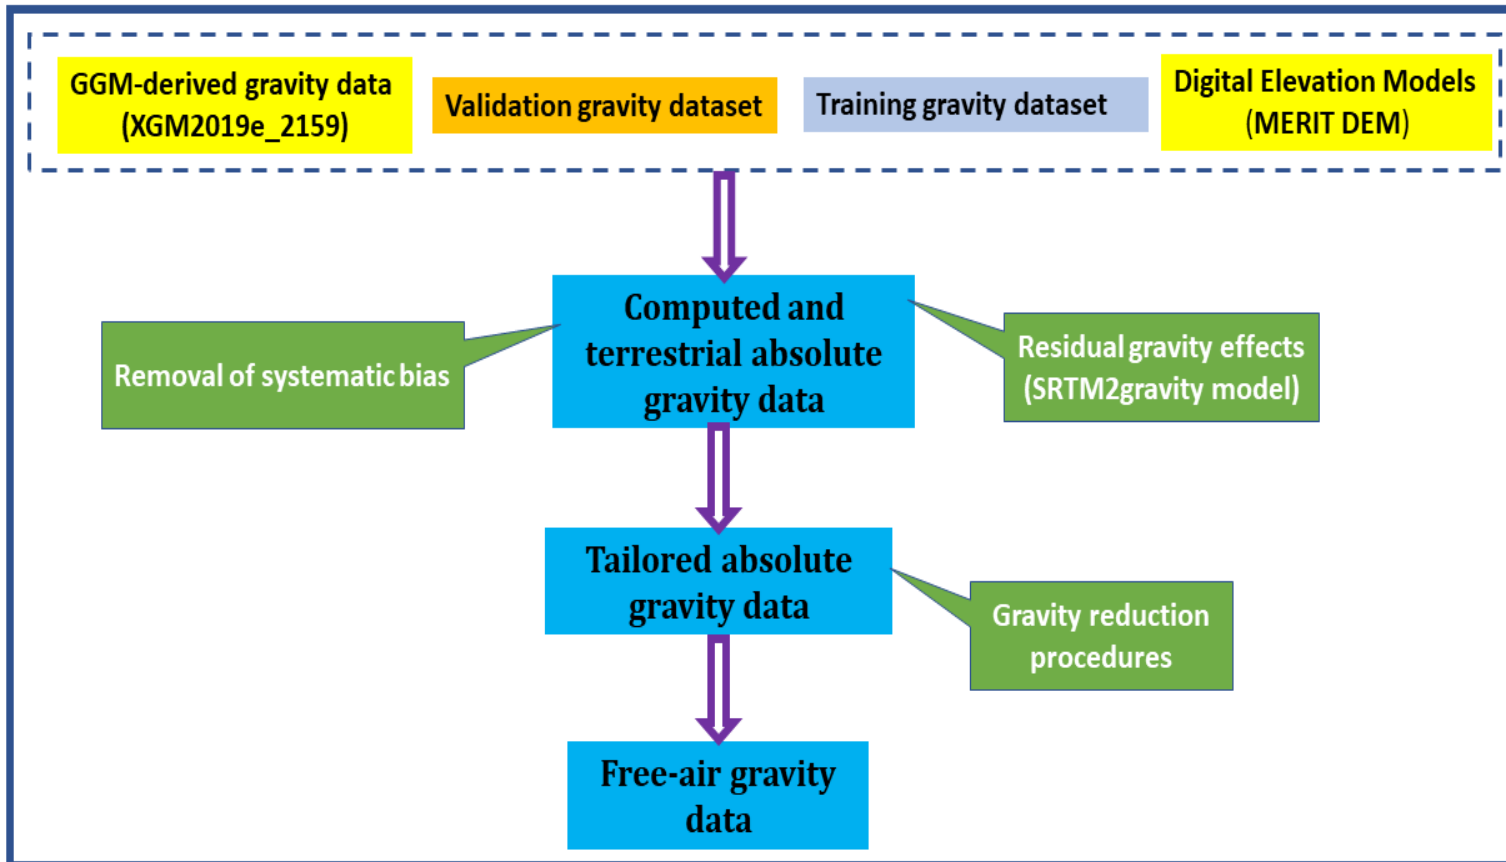 GGM-derived gravity data
(XGM2019e_2159)
Validation gravity dataset
Training gravity dataset
Digital Elevation Models
(MERIT DEM)
Computed and
terrestrial absolute
gravity data
Removal of systematic bias
Residual gravity effects
(SRTM2gravity model)
Tailored absolute
gravity data
Gravity reduction
procedures
Free-air gravity
data